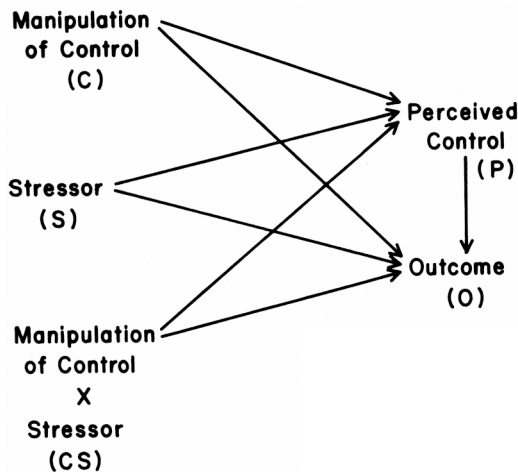 Manipulation
of Control
(C)
Perceived
Control
(P)
Stressor
(S)
Outcome
(O)
Manipulation
of Control
X
Stressor
(CS)